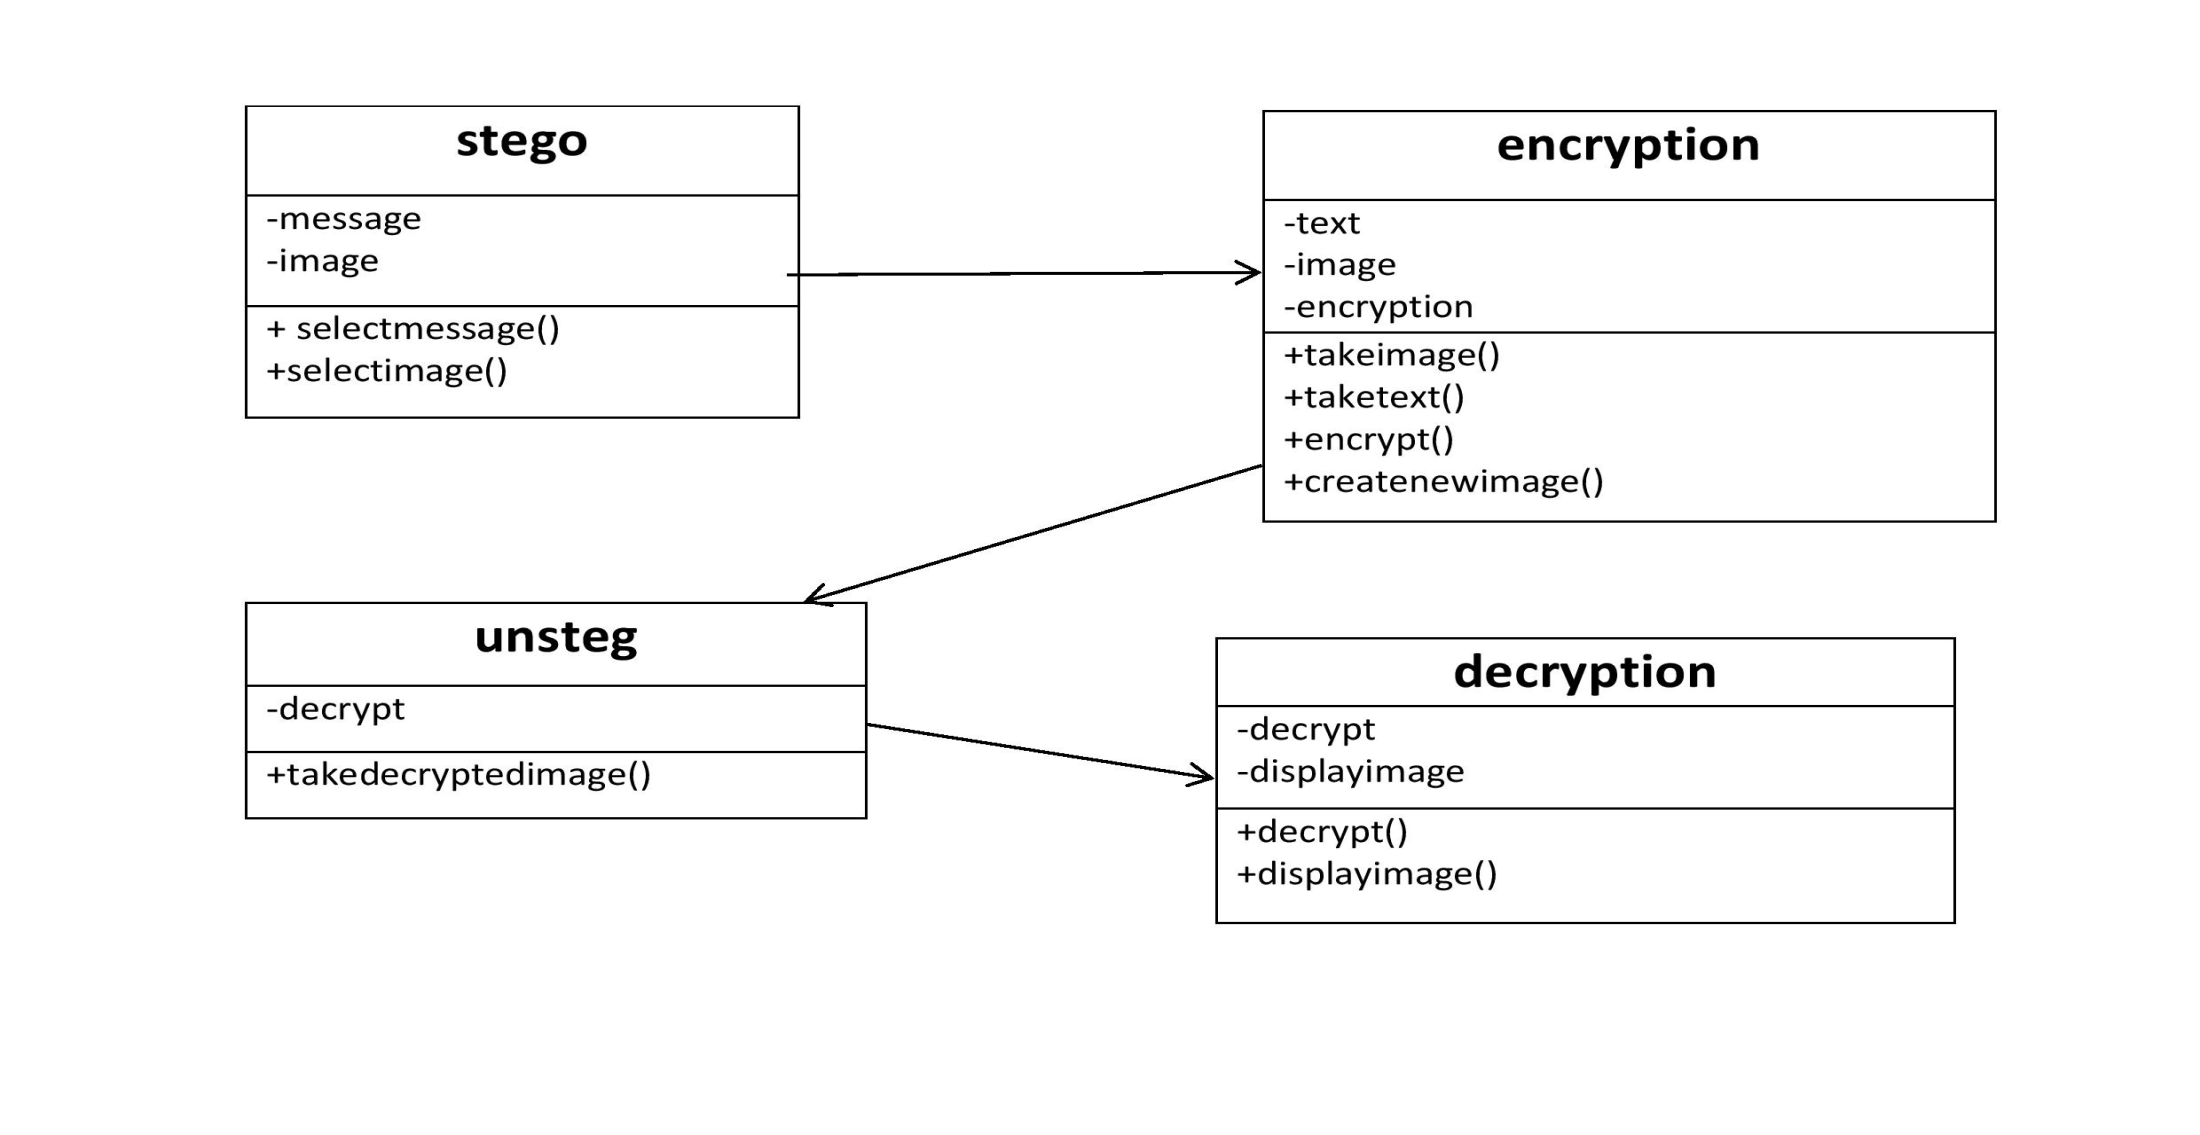 stego
-message
-image
+ selectmessage()
+selectimage()
encryption
-text
-image
-encryption
+takeimage()
+taketext()
+encrypt()
+createnewimage()
unsteg
-decrypt
+takedecryptedimage()
decryption
-decrypt
-displayimage
+decrypt()
+displayimage()